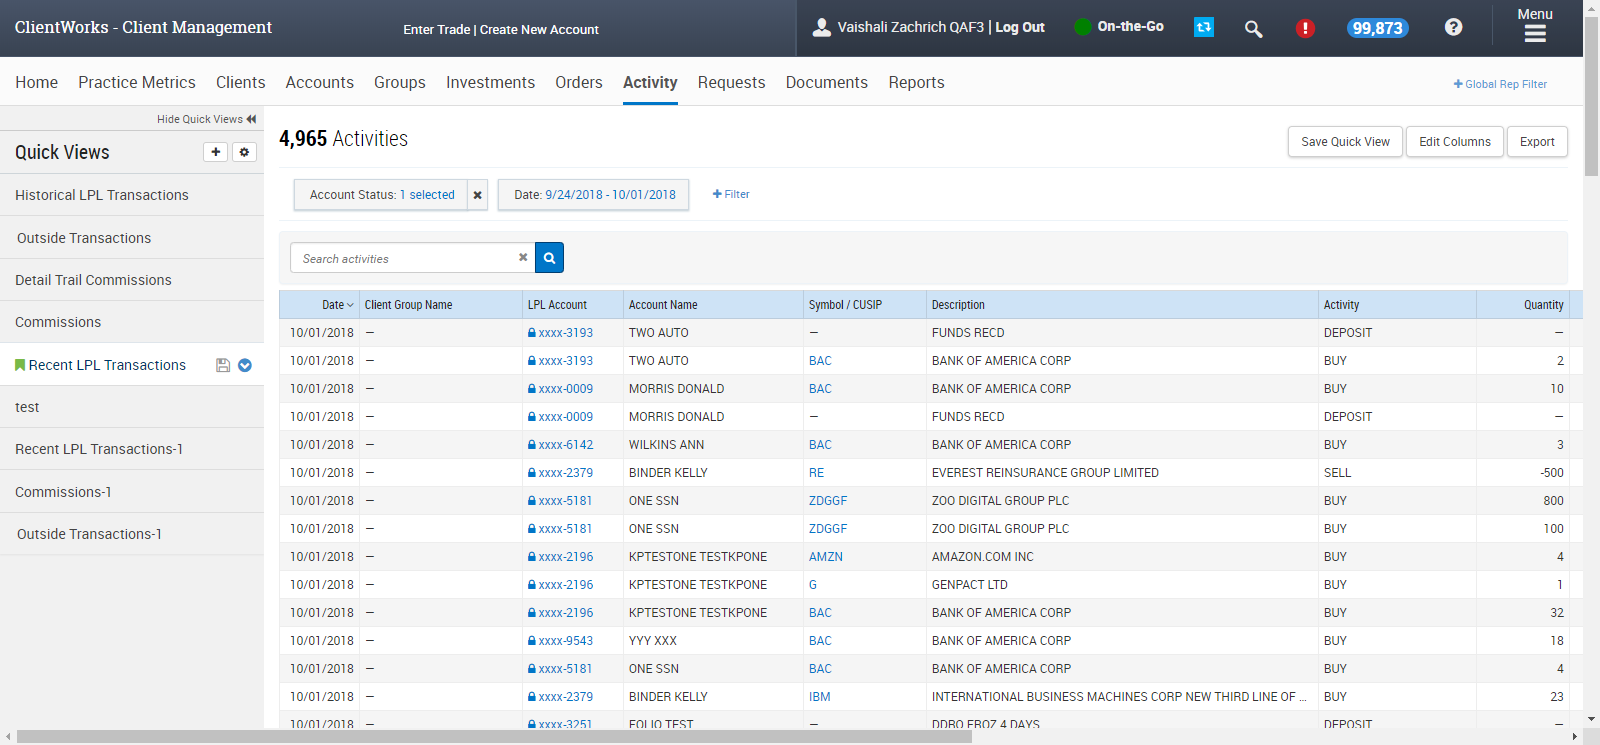 ClientWorks - Client Management
Enter Trade | Create New Account
Vaishali Zachrich QAF3 | Log Out
On-the-Go
99,873
Menu
Home Practice Metrics Clients Accounts Groups Investments Orders Activity Requests Documents Reports
+ Global Rep Filter
Hide Quick Views
Quick Views
Historical LPL Transactions
Outside Transactions
Detail Trail Commissions
Commissions
Recent LPL Transactions
test
Recent LPL Transactions-1
Commissions-1
Outside Transactions-1
4,965 Activities
Save Quick View Edit Columns Export
Account Status: 1 selected Date: 9/24/2018 - 10/01/2018 + Filter
Search activities
Date Client Group Name LPL Account Account Name Symbol / CUSIP Description Activity Quantity
10/01/2018 — xxxx-3193 TWO AUTO — FUNDS RECD DEPOSIT —
10/01/2018 — xxxx-3193 TWO AUTO BAC BANK OF AMERICA CORP BUY 2
10/01/2018 — xxxx-0009 MORRIS DONALD BAC BANK OF AMERICA CORP BUY 10
10/01/2018 — xxxx-0009 MORRIS DONALD — FUNDS RECD DEPOSIT —
10/01/2018 — xxxx-6142 WILKINS ANN BAC BANK OF AMERICA CORP BUY 3
10/01/2018 — xxxx-2379 BINDER KELLY RE EVEREST REINSURANCE GROUP LIMITED SELL -500
10/01/2018 — xxxx-5181 ONE SSN ZDGGF ZOO DIGITAL GROUP PLC BUY 800
10/01/2018 — xxxx-5181 ONE SSN ZDGGF ZOO DIGITAL GROUP PLC BUY 100
10/01/2018 — xxxx-2196 KPTESTONE TESTKPONE AMZN AMAZON.COM INC BUY 4
10/01/2018 — xxxx-2196 KPTESTONE TESTKPONE G GENPACT LTD BUY 1
10/01/2018 — xxxx-2196 KPTESTONE TESTKPONE BAC BANK OF AMERICA CORP BUY 32
10/01/2018 — xxxx-9543 YYY XXX BAC BANK OF AMERICA CORP BUY 18
10/01/2018 — xxxx-5181 ONE SSN BAC BANK OF AMERICA CORP BUY 4
10/01/2018 — xxxx-2379 BINDER KELLY IBM INTERNATIONAL BUSINESS MACHINES CORP NEW THIRD LINE OF ... BUY 23
10/01/2018 — xxxx-3251 FOLIO TEST — DDRO FROZ 4 DAYS DEPOSIT —